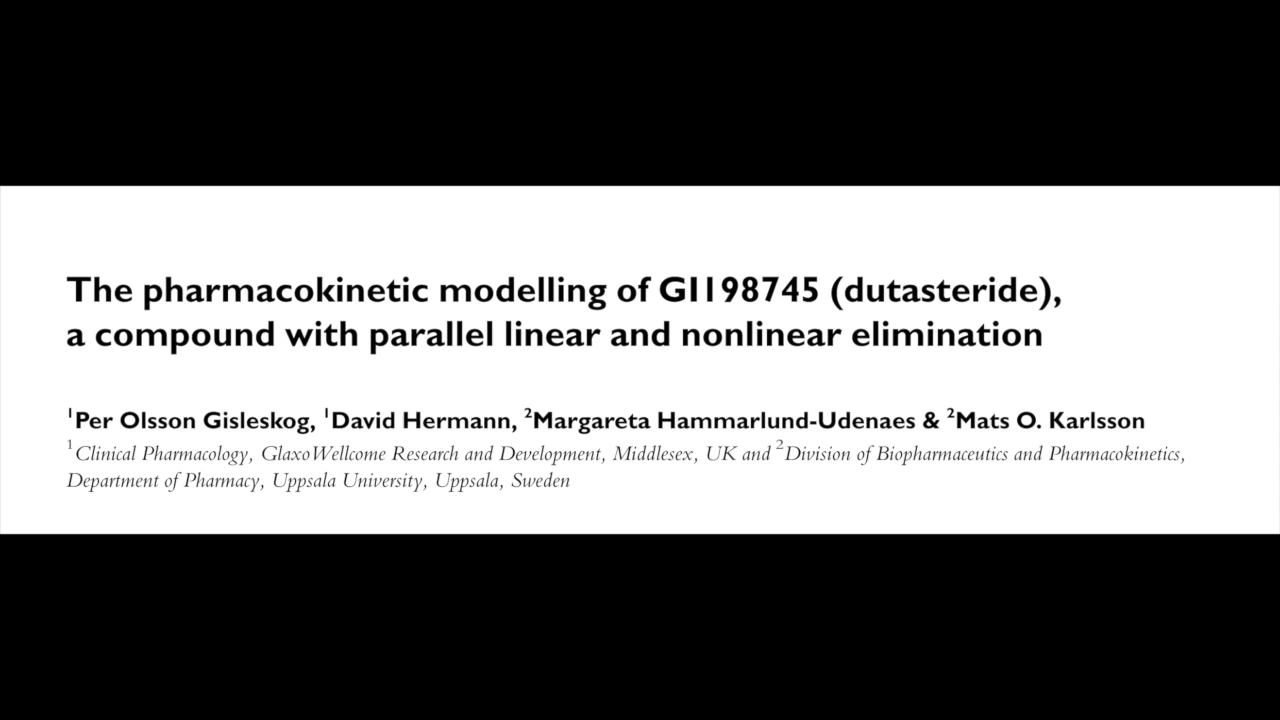 The pharmacokinetic modelling of GI198745 (dutasteride),
a compound with parallel linear and nonlinear elimination
¹Per Olsson Gisleskog, ¹David Hermann, ²Margareta Hammarlund-Udenaes & ²Mats O. Karlsson
¹Clinical Pharmacology, GlaxoWellcome Research and Development, Middlesex, UK and ²Division of Biopharmaceutics and Pharmacokinetics,
Department of Pharmacy, Uppsala University, Uppsala, Sweden